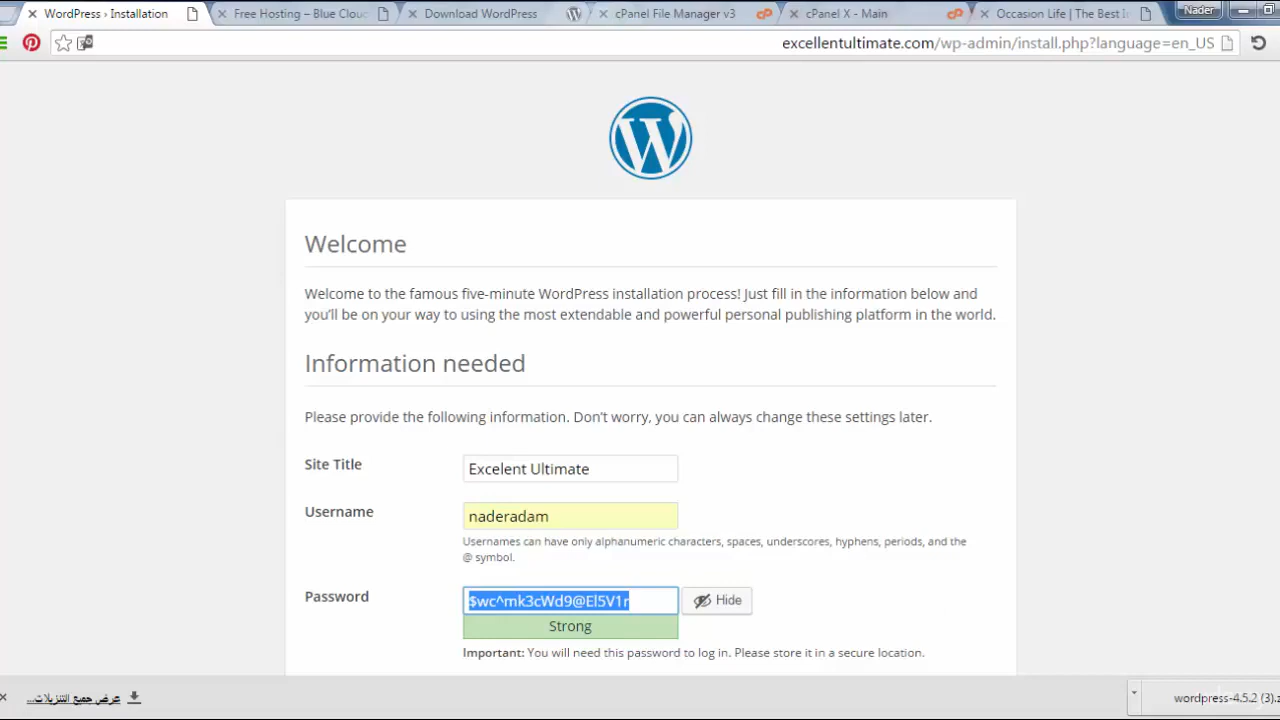 WordPress › Installation
Free Hosting – Blue Clou
Download WordPress
cPanel File Manager v3
cPanel X - Main
Occasion Life | The Best
Nader
excellentultimate.com/wp-admin/install.php?language=en_US
Welcome
Welcome to the famous five-minute WordPress installation process! Just fill in the information below and
you'll be on your way to using the most extendable and powerful personal publishing platform in the world.
Information needed
Please provide the following information. Don't worry, you can always change these settings later.
Site Title
Excelent Ultimate
Username
naderadam
Usernames can have only alphanumeric characters, spaces, underscores, hyphens, periods, and the
@ symbol.
Password
$wc^mk3cWd9@El5V1r
Hide
Strong
Important: You will need this password to log in. Please store it in a secure location.
عرض جميع التنزيلات...
wordpress-4.5.2 (3).z